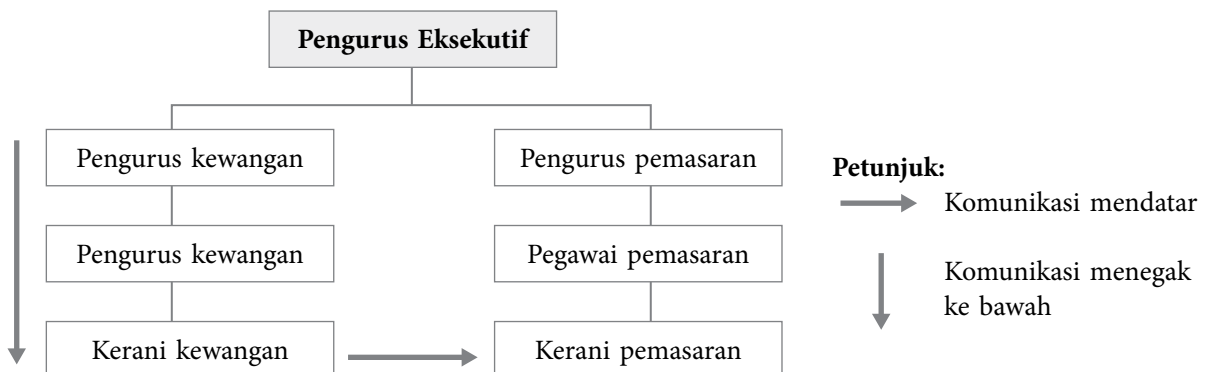 Pengurus Eksekutif
Pengurus kewangan
Pengurus pemasaran
Petunjuk:
Komunikasi mendatar
Pengurus kewangan
Pegawai pemasaran
Komunikasi menegak
ke bawah
Kerani kewangan
Kerani pemasaran